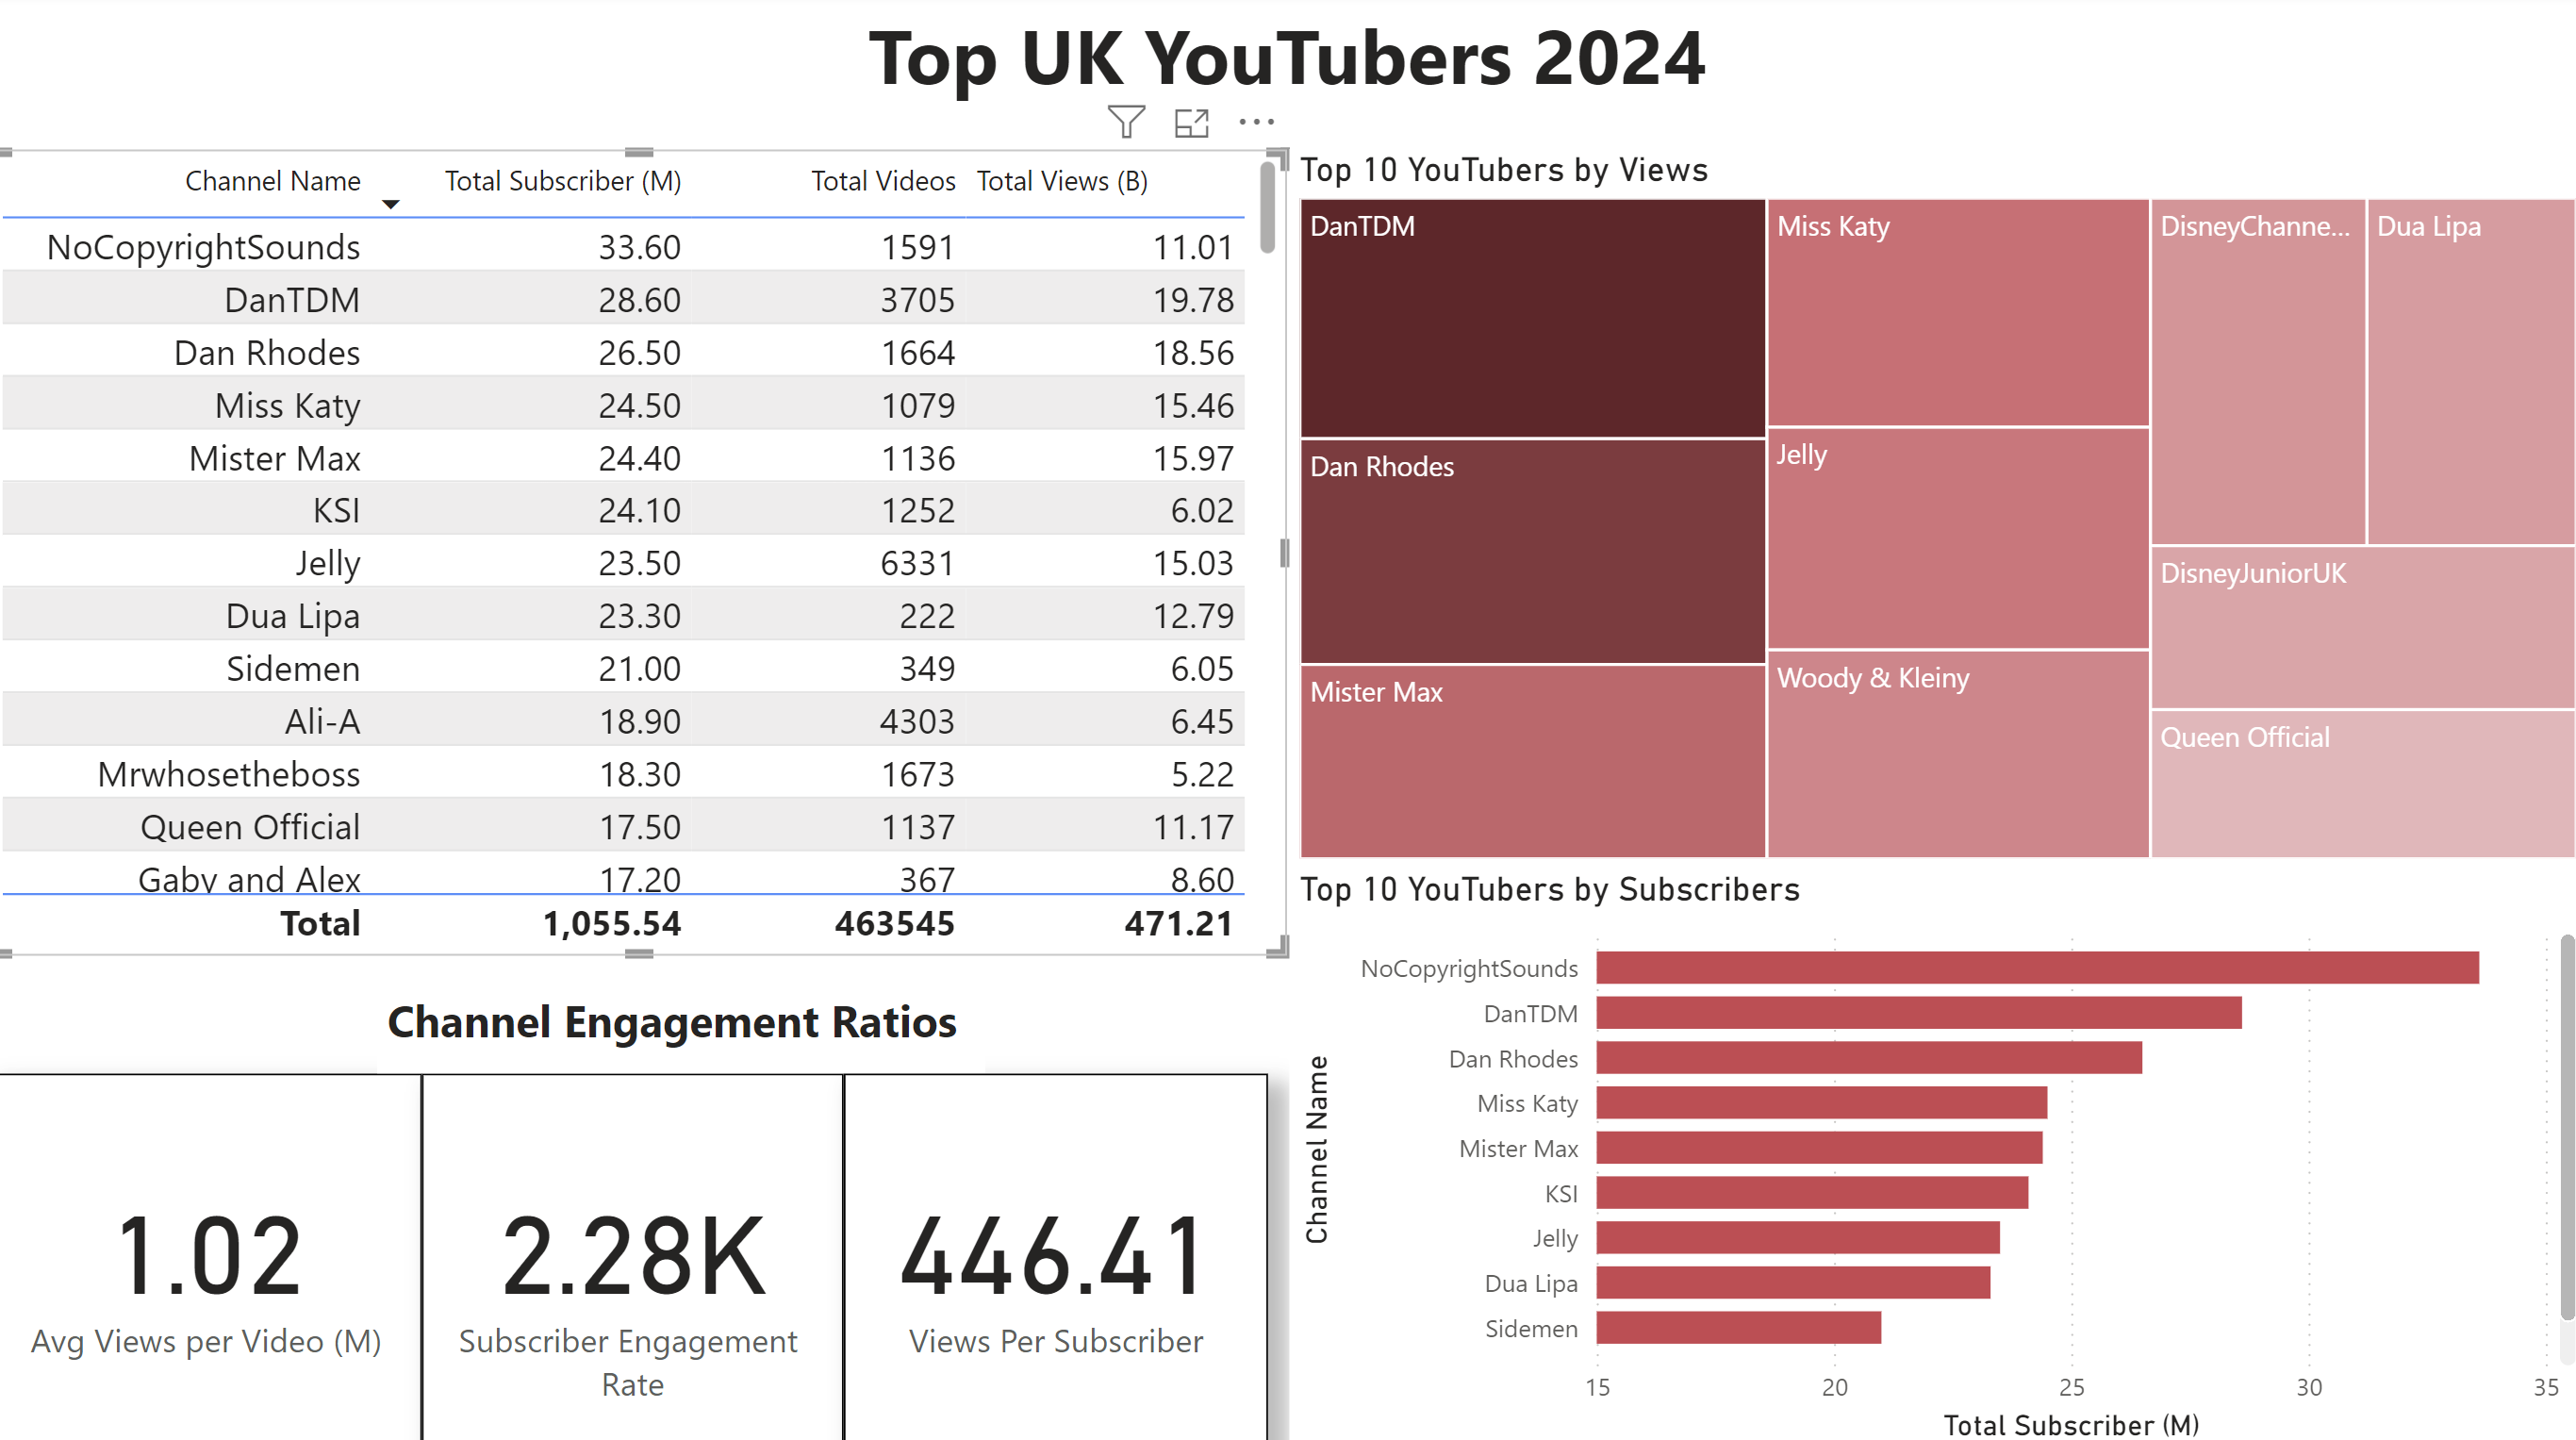 Top UK YouTubers 2024
Channel Name Total Subscriber (M) Total Videos Total Views (B)
NoCopyrightSounds 33.60 1591 11.01
DanTDM 28.60 3705 19.78
Dan Rhodes 26.50 1664 18.56
Miss Katy 24.50 1079 15.46
Mister Max 24.40 1136 15.97
KSI 24.10 1252 6.02
Jelly 23.50 6331 15.03
Dua Lipa 23.30 222 12.79
Sidemen 21.00 349 6.05
Ali-A 18.90 4303 6.45
Mrwhosetheboss 18.30 1673 5.22
Queen Official 17.50 1137 11.17
Gaby and Alex 17.20 367 8.60
Total 1,055.54 463545 471.21
Channel Engagement Ratios
1.02
Avg Views per Video (M)
2.28K
Subscriber Engagement
Rate
446.41
Views Per Subscriber
Top 10 YouTubers by Views
DanTDM
Dan Rhodes
Mister Max
Miss Katy
Jelly
Woody & Kleiny
DisneyChanne...
Dua Lipa
DisneyJuniorUK
Queen Official
Top 10 YouTubers by Subscribers
Channel Name
NoCopyrightSounds
DanTDM
Dan Rhodes
Miss Katy
Mister Max
KSI
Jelly
Dua Lipa
Sidemen
15 20 25 30 35
Total Subscriber (M)